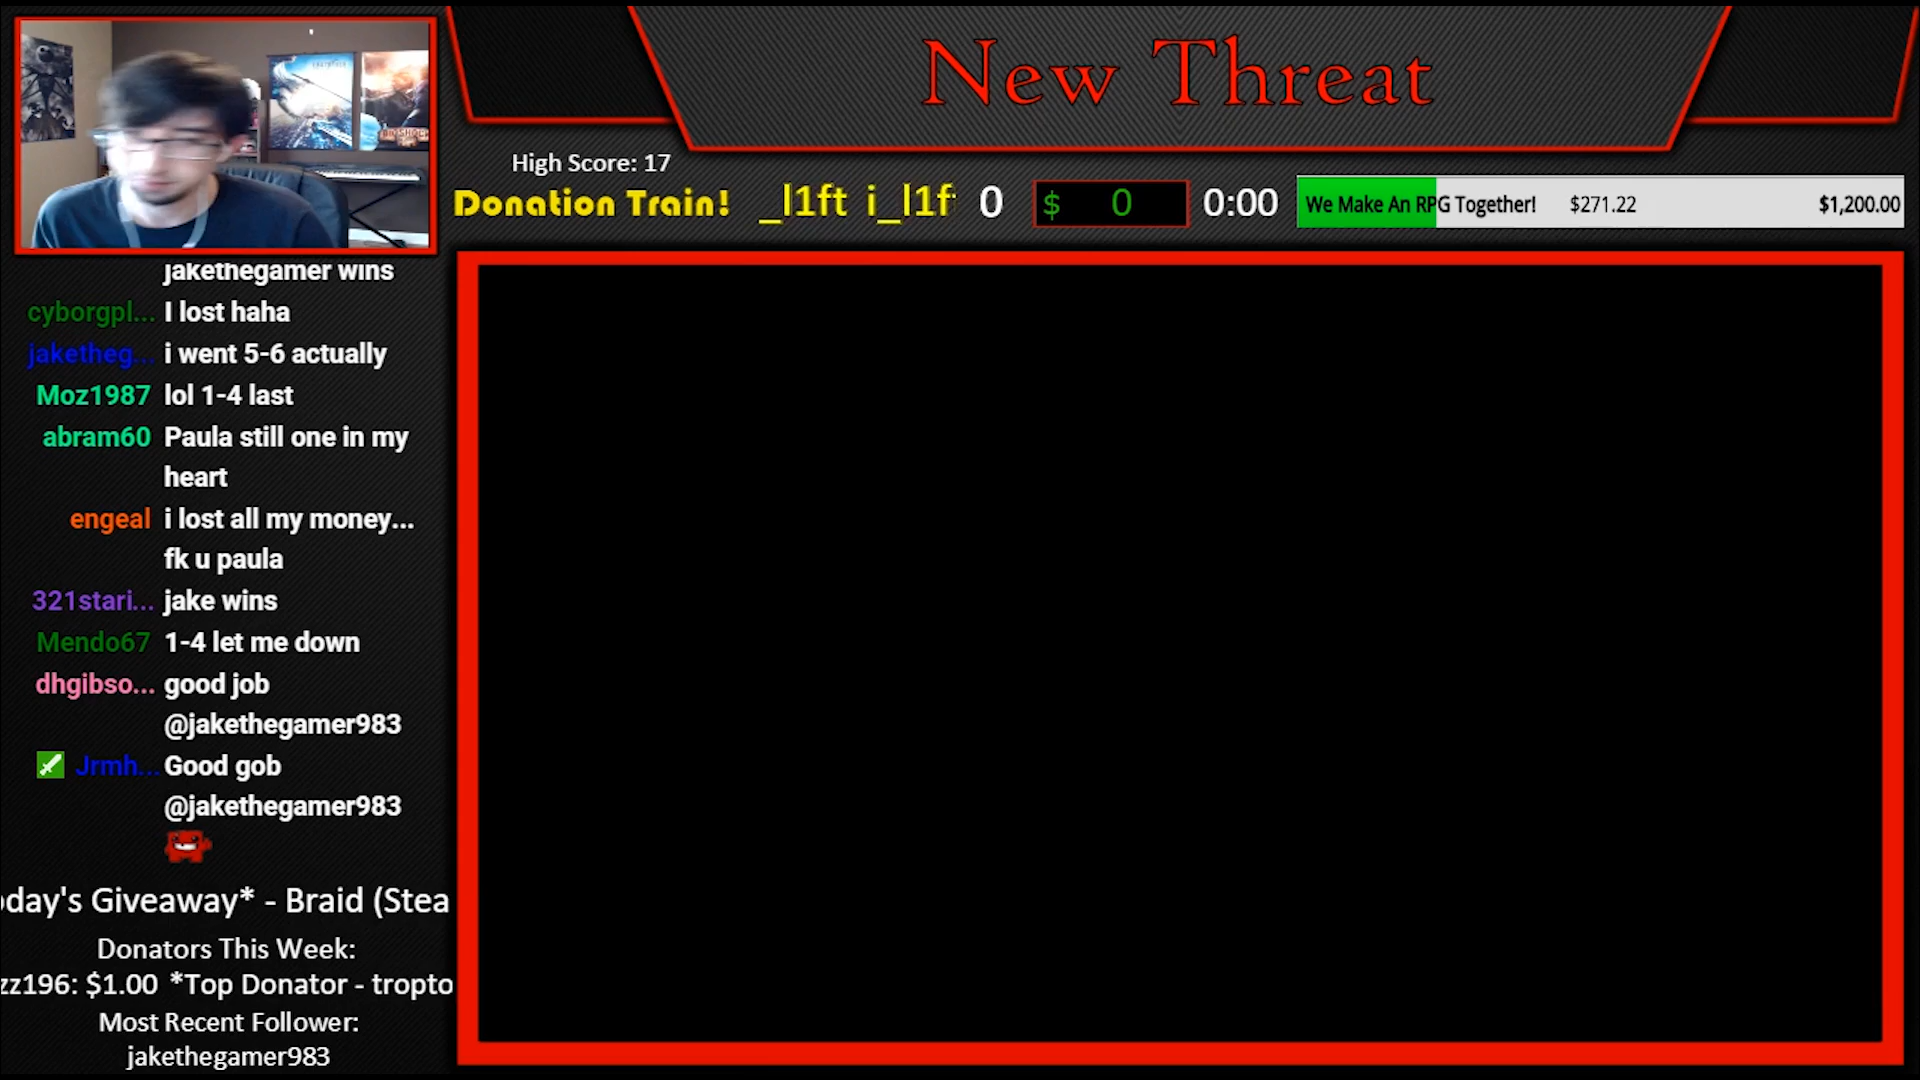 New Threat
High Score: 17
Donation Train! _l1ft i_l1f 0 $ 0 0:00 We Make An RPG Together! $271.22 $1,200.00
jakethegamer wins
cyborgpl... I lost haha
jaketheg... i went 5-6 actually
Moz1987 lol 1-4 last
abram60 Paula still one in my
heart
engeal i lost all my money...
fk u paula
321stari... jake wins
Mendo67 1-4 let me down
dhgibso... good job
@jakethegamer983
Jrmh... Good gob
@jakethegamer983
oday's Giveaway* - Braid (Stea
Donators This Week:
zz196: $1.00 *Top Donator - tropto
Most Recent Follower:
jakethegamer983